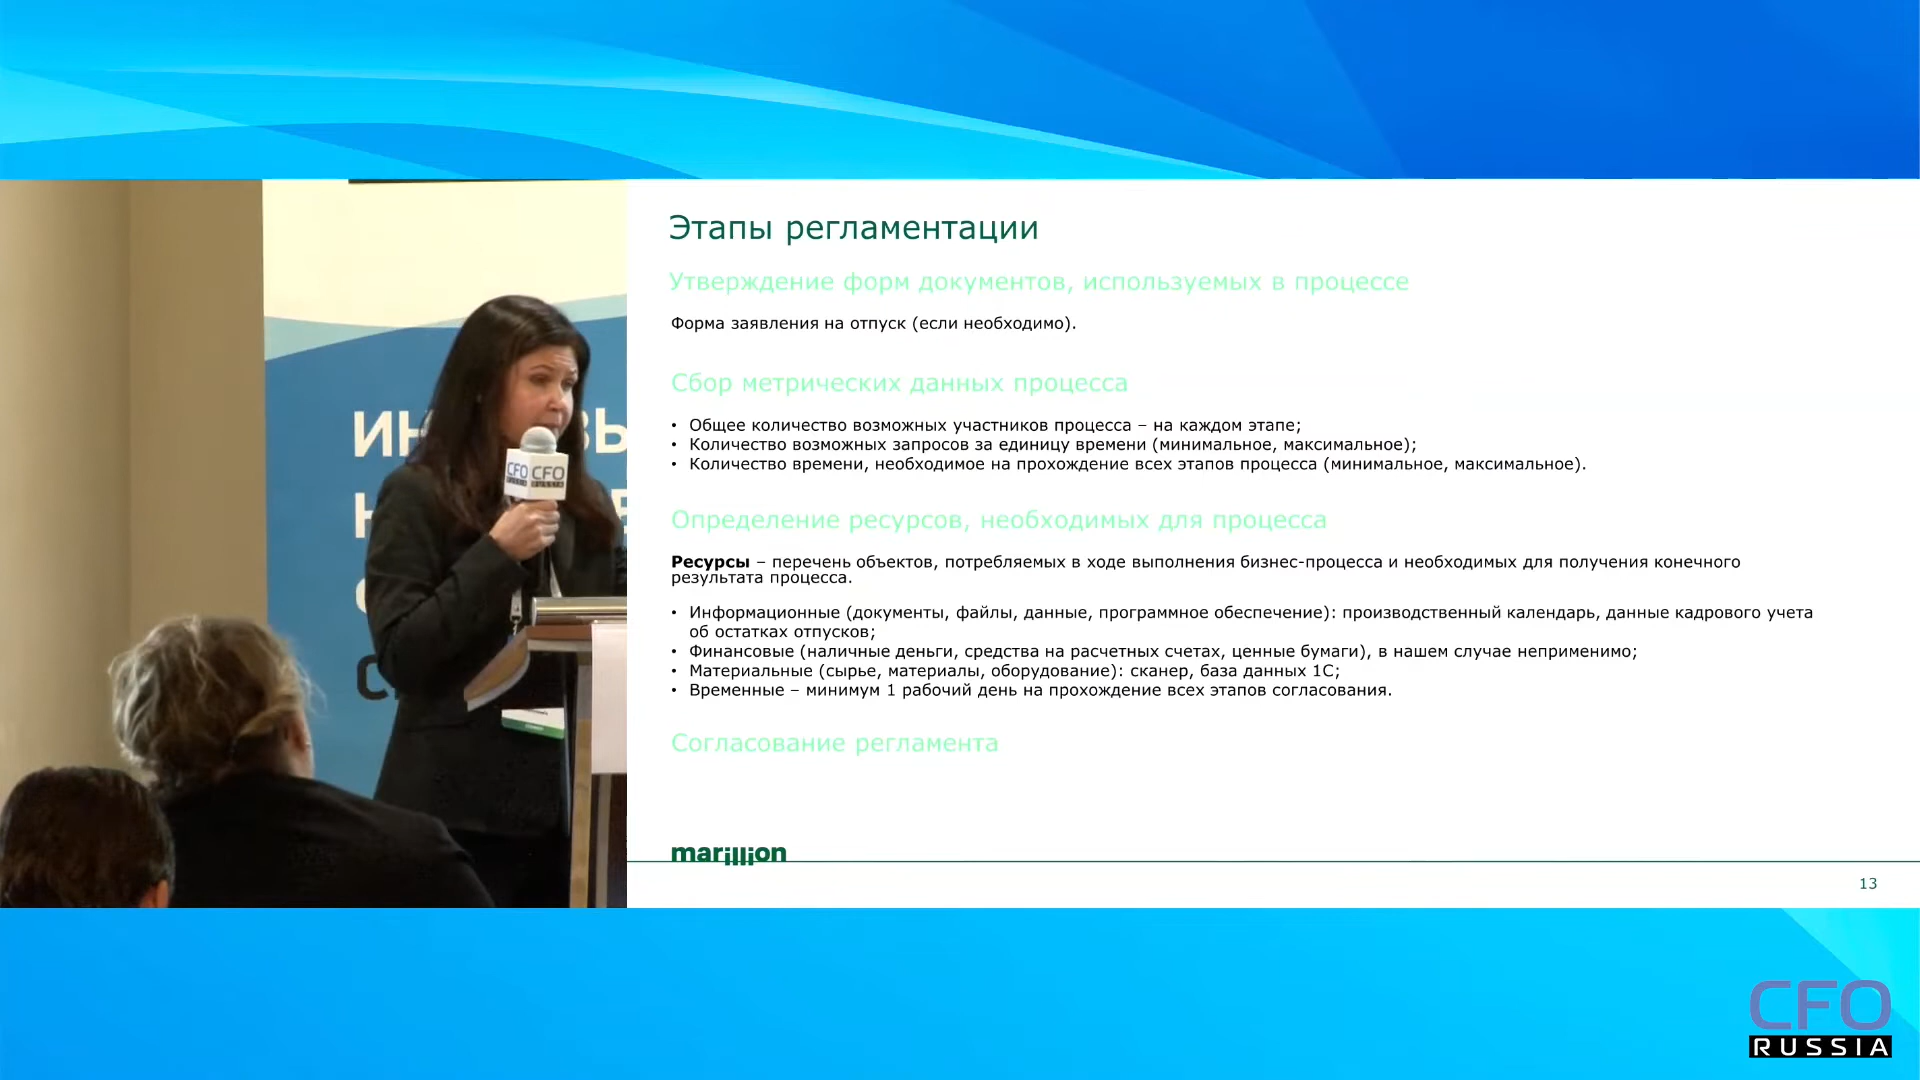 Этапы регламентации
Утверждение форм документов, используемых в процессе
Форма заявления на отпуск (если необходимо).
Сбор метрических данных процесса
• Общее количество возможных участников процесса – на каждом этапе;
• Количество возможных запросов за единицу времени (минимальное, максимальное);
• Количество времени, необходимое на прохождение всех этапов процесса (минимальное, максимальное).
Определение ресурсов, необходимых для процесса
Ресурсы – перечень объектов, потребляемых в ходе выполнения бизнес-процесса и необходимых для получения конечного
результата процесса.
• Информационные (документы, файлы, данные, программное обеспечение): производственный календарь, данные кадрового учета
об остатках отпусков;
• Финансовые (наличные деньги, средства на расчетных счетах, ценные бумаги), в нашем случае неприменимо;
• Материальные (сырье, материалы, оборудование): сканер, база данных 1С;
• Временные – минимум 1 рабочий день на прохождение всех этапов согласования.
Согласование регламента
marillion
13
CFO CFO
RUSSIA
CFO
RUSSIA